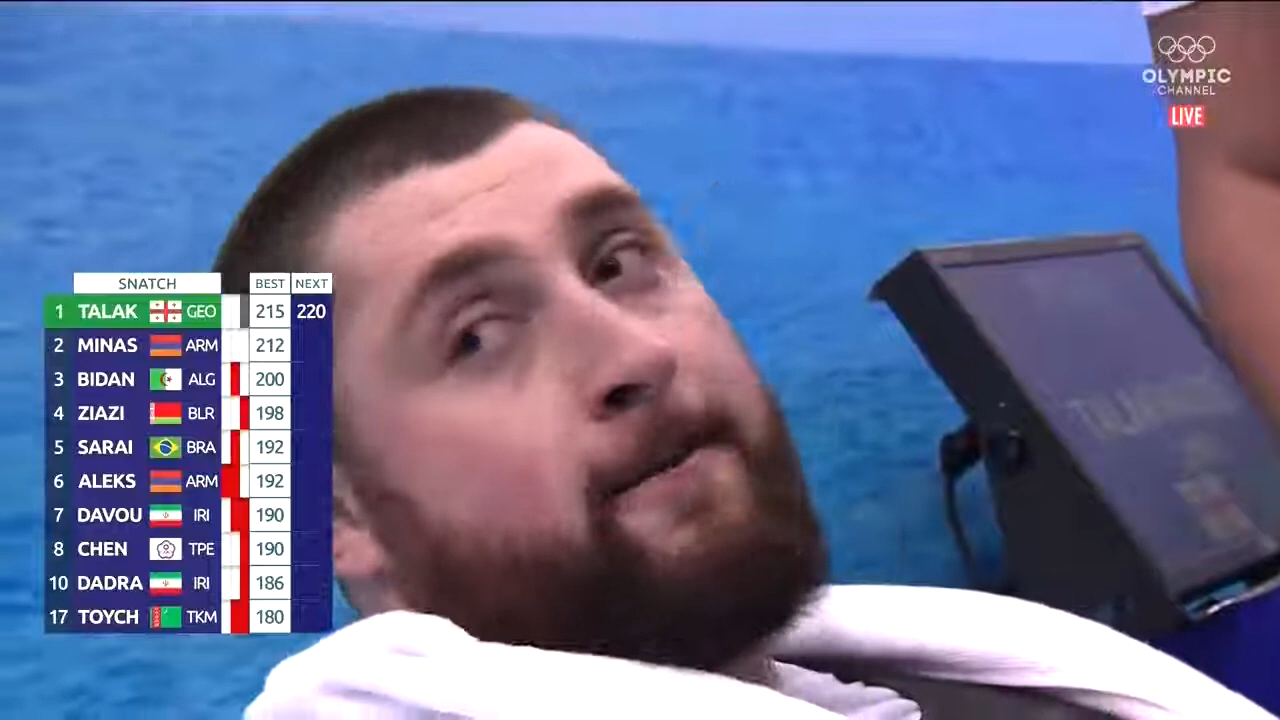 OLYMPIC
CHANNEL
LIVE
SNATCH BEST NEXT
1 TALAK GEO 215 220
2 MINAS ARM 212
3 BIDAN ALG 200
4 ZIAZI BLR 198
5 SARAI BRA 192
6 ALEKS ARM 192
7 DAVOU IRI 190
8 CHEN TPE 190
10 DADRA IRI 186
17 TOYCH TKM 180